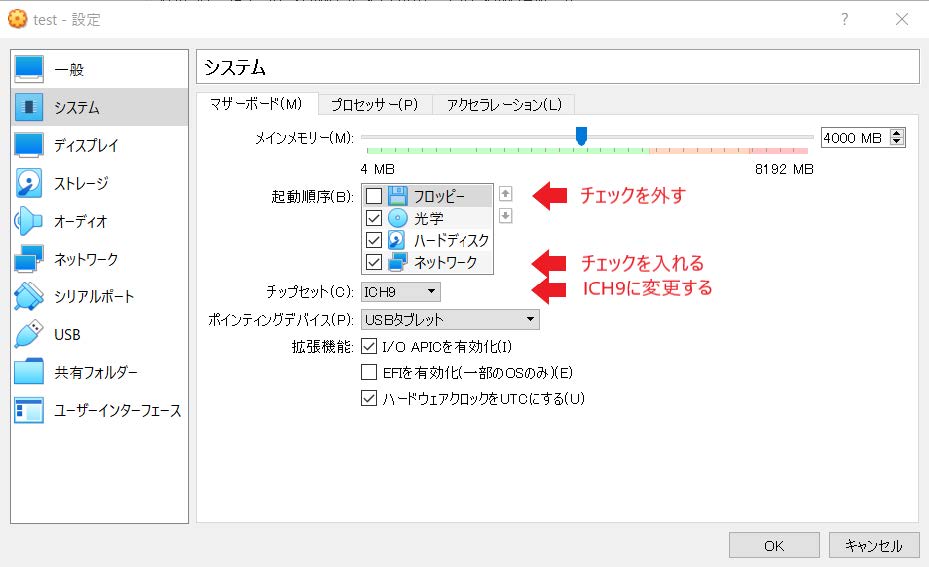 test - 設定
?
一般
システム
ディスプレイ
ストレージ
オーディオ
ネットワーク
シリアルポート
USB
共有フォルダー
ユーザーインターフェース
システム
マザーボード(M) プロセッサー(P) アクセラレーション(L)
メインメモリー(M): 4000 MB
4 MB 8192 MB
起動順序(B): フロッピー チェックを外す
光学
ハードディスク
ネットワーク チェックを入れる
チップセット(C): ICH9 ICH9に変更する
ポインティングデバイス(P): USBタブレット
拡張機能: I/O APICを有効化(I)
EFIを有効化(一部のOSのみ)(E)
ハードウェアクロックをUTCにする(U)
OK キャンセル